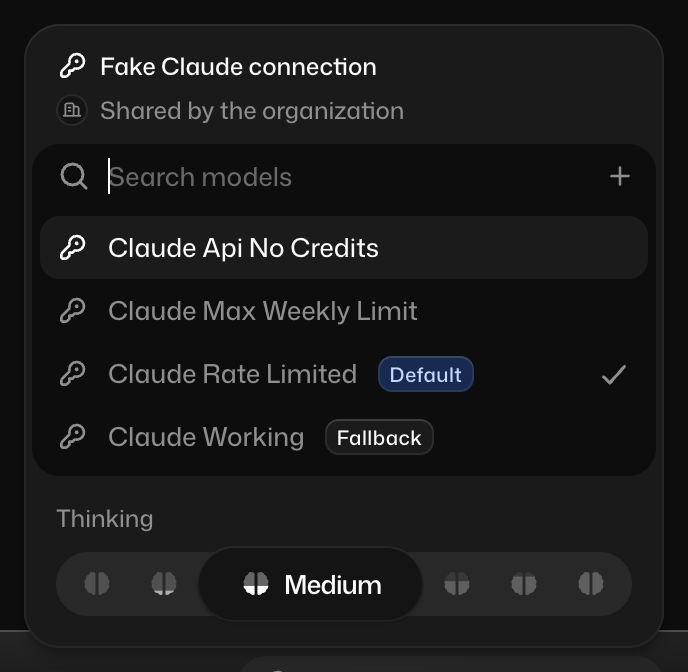 Fake Claude connection
Shared by the organization
Search models
Claude Api No Credits
Claude Max Weekly Limit
Claude Rate Limited Default
Claude Working Fallback
Thinking
Medium